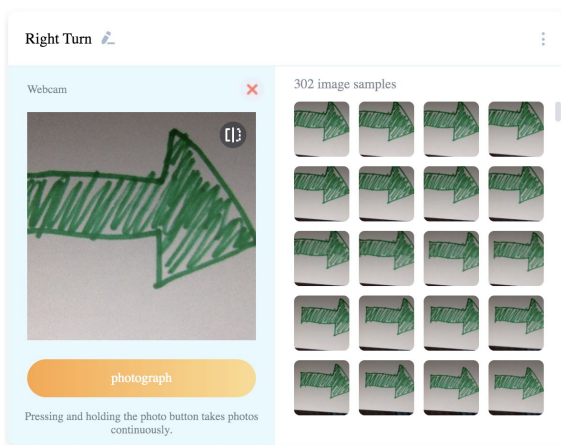 Right Turn
Webcam
302 image samples
photograph
Pressing and holding the photo button takes photos
continuously.